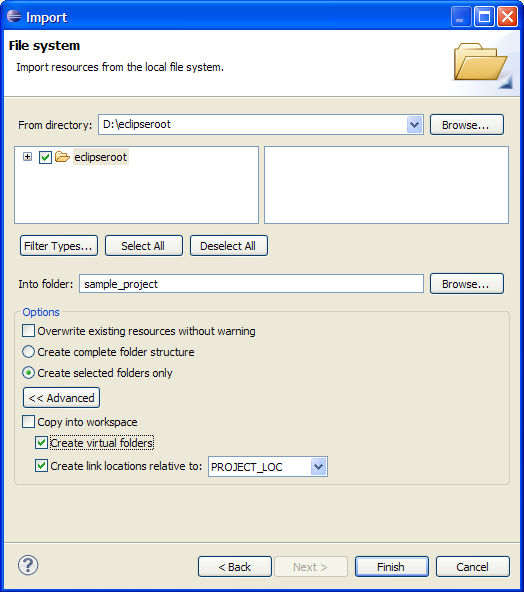 Import
File system
Import resources from the local file system.
From directory: D:\eclipseroot Browse...
eclipseroot
Filter Types... Select All Deselect All
Into folder: sample_project Browse...
Options
Overwrite existing resources without warning
Create complete folder structure
Create selected folders only
<< Advanced
Copy into workspace
Create virtual folders
Create link locations relative to: PROJECT_LOC
? < Back Next > Finish Cancel